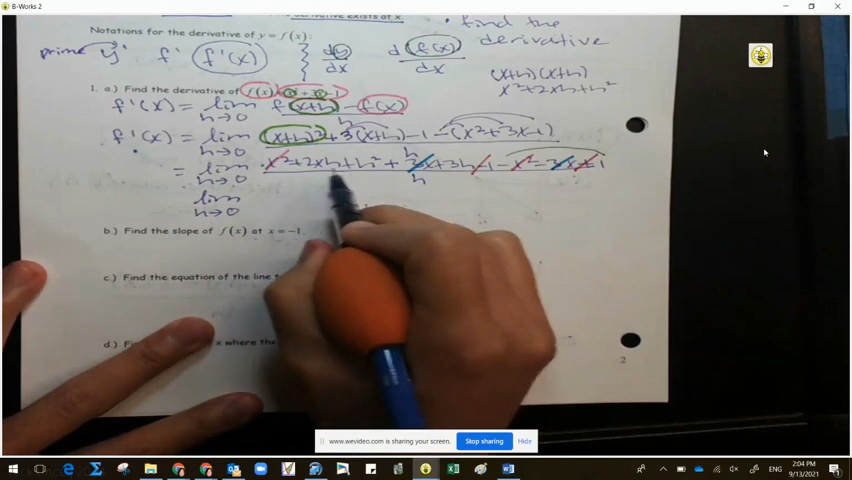 B-Works 2
derivative exists at x.
Notations for the derivative of y = f(x):
• find the
derivative
prime y' f' f'(x) dy/dx d f(x)/dx
(x+h)(x+h)
x²+2xh+h²
1. a.) Find the derivative of f(x) = x² + 3x - 1
f'(x) = lim h→0 f(x+h) - f(x) / h
f'(x) = lim h→0 (x+h)² + 3(x+h) - 1 - (x² + 3x - 1) / h
= lim h→0 x² + 2xh + h² + 3x + 3h - 1 - x² - 3x + 1 / h
lim h→0
b.) Find the slope of f(x) at x = -1.
c.) Find the equation of the line
d.) Find x where the
2
www.wevideo.com is sharing your screen. Stop sharing Hide
2:04 PM
9/13/2021